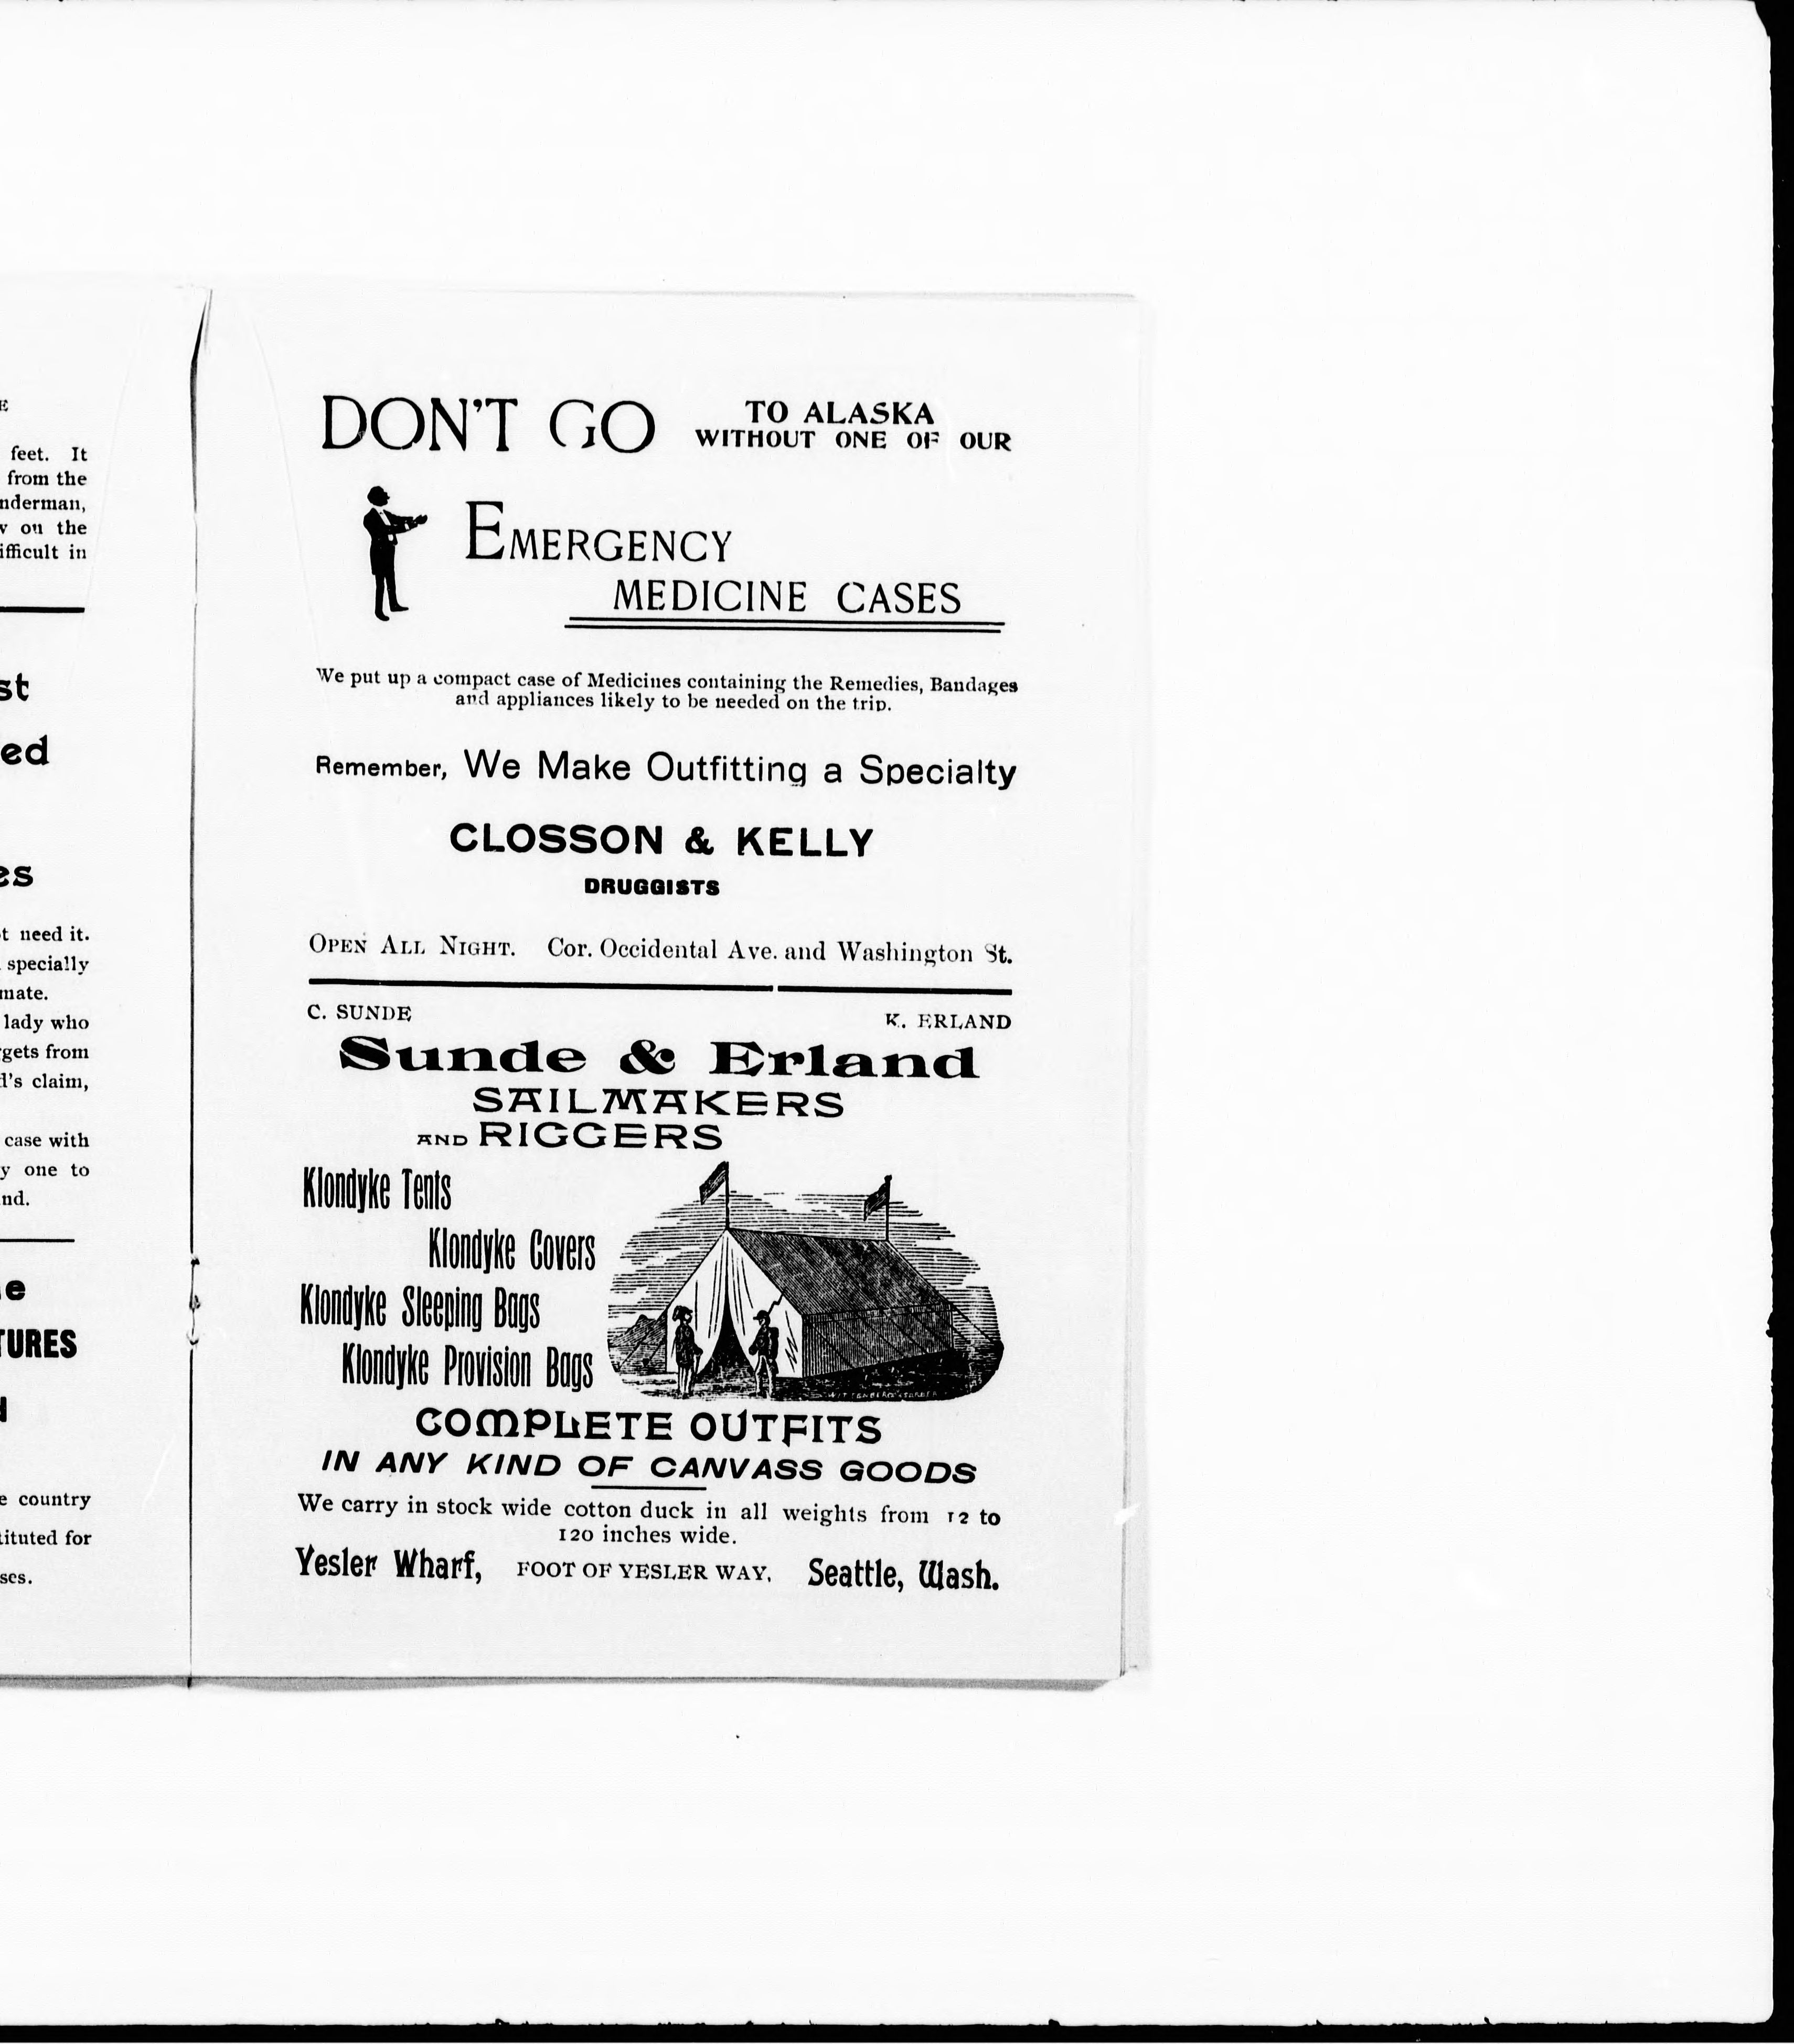 E
feet. It
from the
nderman,
on the
ifficult in
st
ed
es
need it.
specially
mate.
lady who
gets from
d's claim,
case with
y one to
nd.
e
TURES
country
tituted for
ses.
DON'T GO TO ALASKA
WITHOUT ONE OF OUR
EMERGENCY
MEDICINE CASES
We put up a compact case of Medicines containing the Remedies, Bandages
and appliances likely to be needed on the trip.
Remember, We Make Outfitting a Specialty
CLOSSON & KELLY
DRUGGISTS
OPEN ALL NIGHT. Cor. Occidental Ave. and Washington St.
C. SUNDE K. ERLAND
Sunde & Erland
SAILMAKERS
AND RIGGERS
Klondyke Tents
Klondyke Covers
Klondyke Sleeping Bags
Klondyke Provision Bags
COMPLETE OUTFITS
IN ANY KIND OF CANVASS GOODS
We carry in stock wide cotton duck in all weights from 12 to
120 inches wide.
Yesler Wharf, FOOT OF YESLER WAY, Seattle, Wash.